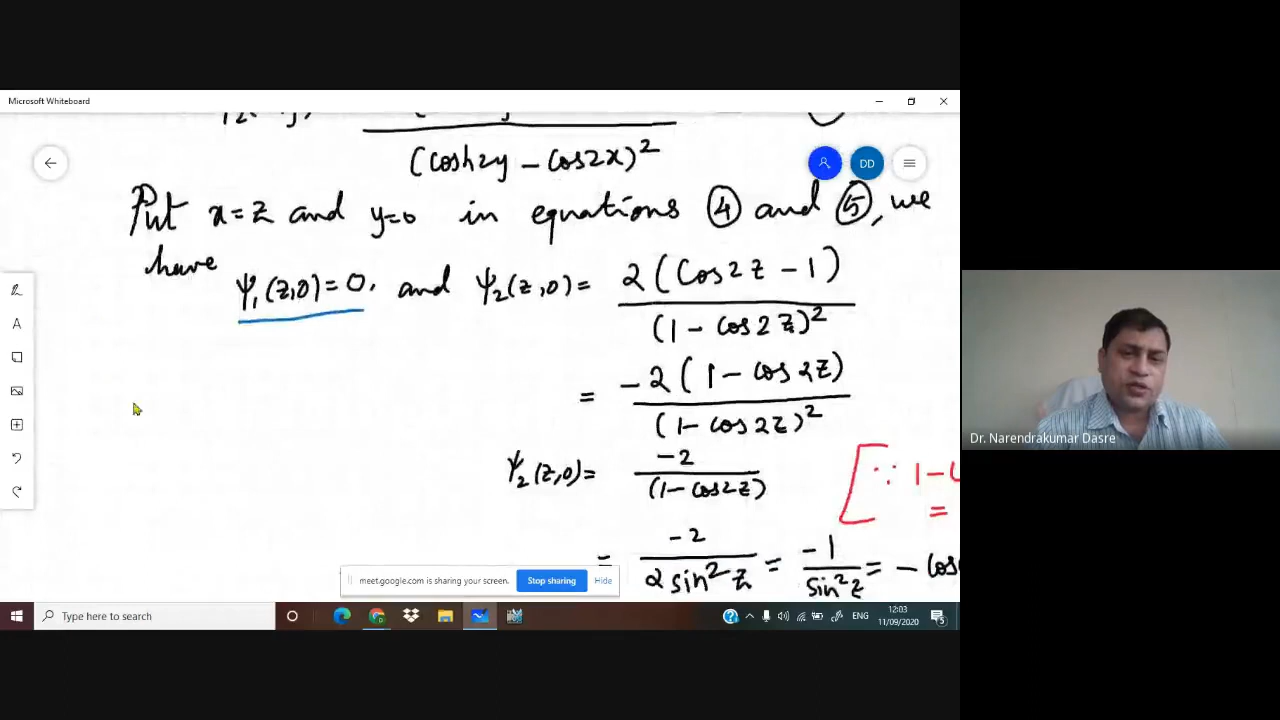 Microsoft Whiteboard
(cosh2y - cos2x)²
Put x=z and y=0 in equations ④ and ⑤, we
have
ψ₁(z,0)=0. and ψ₂(z,0)= 2(cos2z-1)
(1-cos2z)²
= -2(1-cos2z)
(1-cos2z)²
ψ₂(z,0)= -2
(1-cos2z)
[∵ 1-
=
= -2 / 2sin²z = -1 / sin²z = -
DD
Dr. Narendrakumar Dasre
meet.google.com is sharing your screen.
Stop sharing
Hide
Type here to search
ENG
12:03
11/09/2020
5